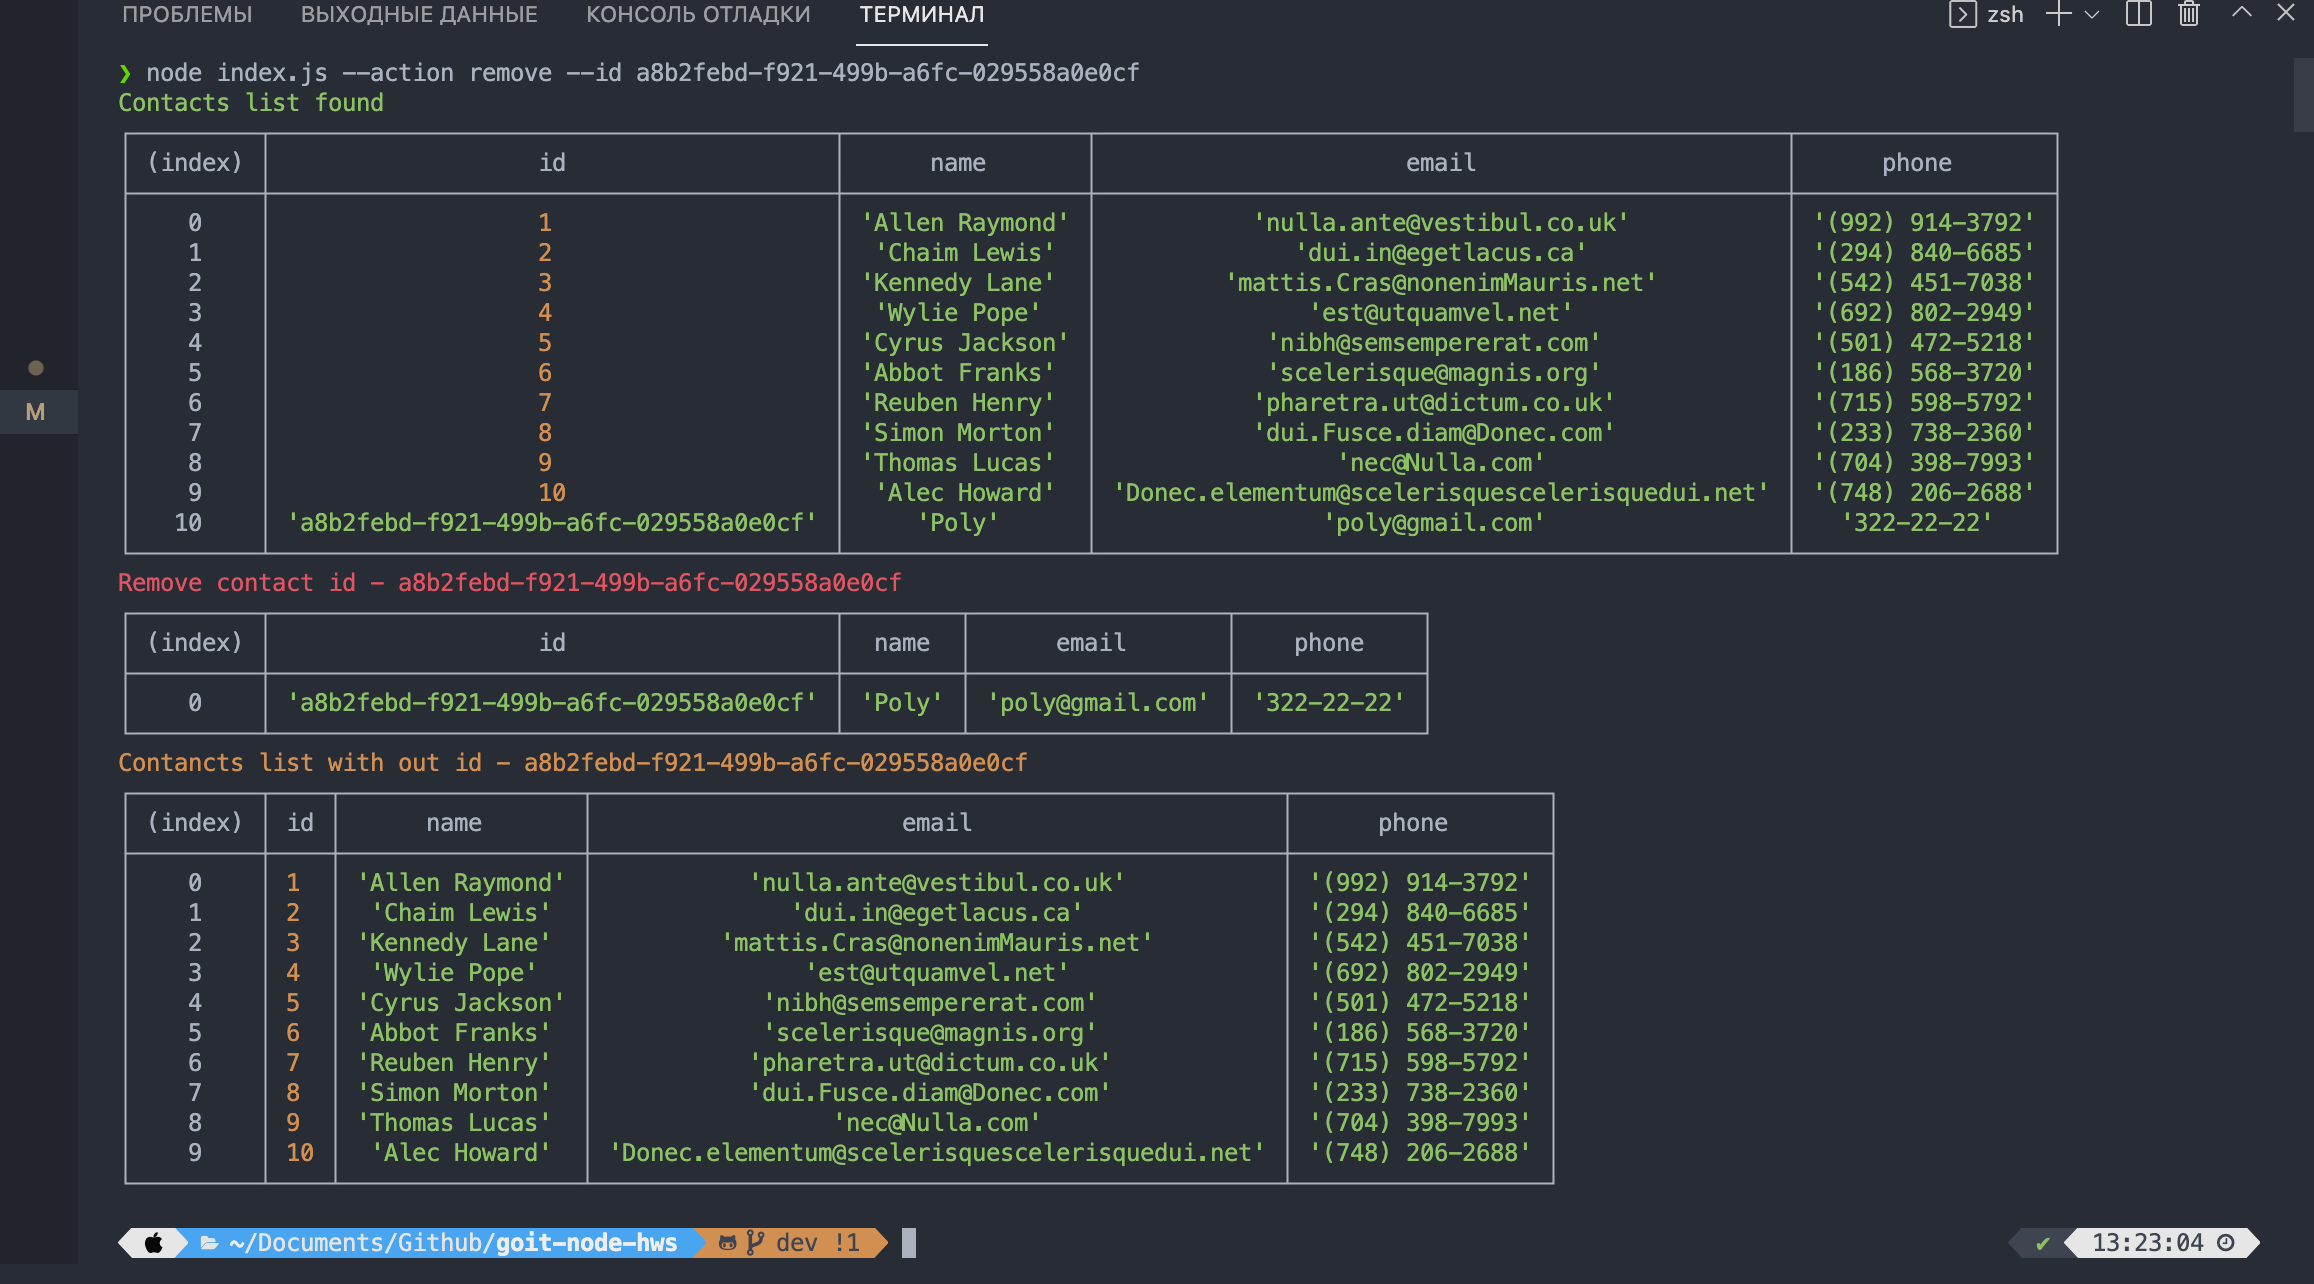 ПРОБЛЕМЫ ВЫХОДНЫЕ ДАННЫЕ КОНСОЛЬ ОТЛАДКИ ТЕРМИНАЛ zsh
❯ node index.js --action remove --id a8b2febd-f921-499b-a6fc-029558a0e0cf
Contacts list found
(index) id name email phone
0 1 'Allen Raymond' 'nulla.ante@vestibul.co.uk' '(992) 914-3792'
1 2 'Chaim Lewis' 'dui.in@egetlacus.ca' '(294) 840-6685'
2 3 'Kennedy Lane' 'mattis.Cras@nonenimMauris.net' '(542) 451-7038'
3 4 'Wylie Pope' 'est@utquamvel.net' '(692) 802-2949'
4 5 'Cyrus Jackson' 'nibh@semsempererat.com' '(501) 472-5218'
5 6 'Abbot Franks' 'scelerisque@magnis.org' '(186) 568-3720'
M
6 7 'Reuben Henry' 'pharetra.ut@dictum.co.uk' '(715) 598-5792'
7 8 'Simon Morton' 'dui.Fusce.diam@Donec.com' '(233) 738-2360'
8 9 'Thomas Lucas' 'nec@Nulla.com' '(704) 398-7993'
9 10 'Alec Howard' 'Donec.elementum@scelerisquescelerisquedui.net' '(748) 206-2688'
10 'a8b2febd-f921-499b-a6fc-029558a0e0cf' 'Poly' 'poly@gmail.com' '322-22-22'
Remove contact id - a8b2febd-f921-499b-a6fc-029558a0e0cf
(index) id name email phone
0 'a8b2febd-f921-499b-a6fc-029558a0e0cf' 'Poly' 'poly@gmail.com' '322-22-22'
Contancts list with out id - a8b2febd-f921-499b-a6fc-029558a0e0cf
(index) id name email phone
0 1 'Allen Raymond' 'nulla.ante@vestibul.co.uk' '(992) 914-3792'
1 2 'Chaim Lewis' 'dui.in@egetlacus.ca' '(294) 840-6685'
2 3 'Kennedy Lane' 'mattis.Cras@nonenimMauris.net' '(542) 451-7038'
3 4 'Wylie Pope' 'est@utquamvel.net' '(692) 802-2949'
4 5 'Cyrus Jackson' 'nibh@semsempererat.com' '(501) 472-5218'
5 6 'Abbot Franks' 'scelerisque@magnis.org' '(186) 568-3720'
6 7 'Reuben Henry' 'pharetra.ut@dictum.co.uk' '(715) 598-5792'
7 8 'Simon Morton' 'dui.Fusce.diam@Donec.com' '(233) 738-2360'
8 9 'Thomas Lucas' 'nec@Nulla.com' '(704) 398-7993'
9 10 'Alec Howard' 'Donec.elementum@scelerisquescelerisquedui.net' '(748) 206-2688'
~/Documents/Github/goit-node-hws dev !1 ✔ 13:23:04